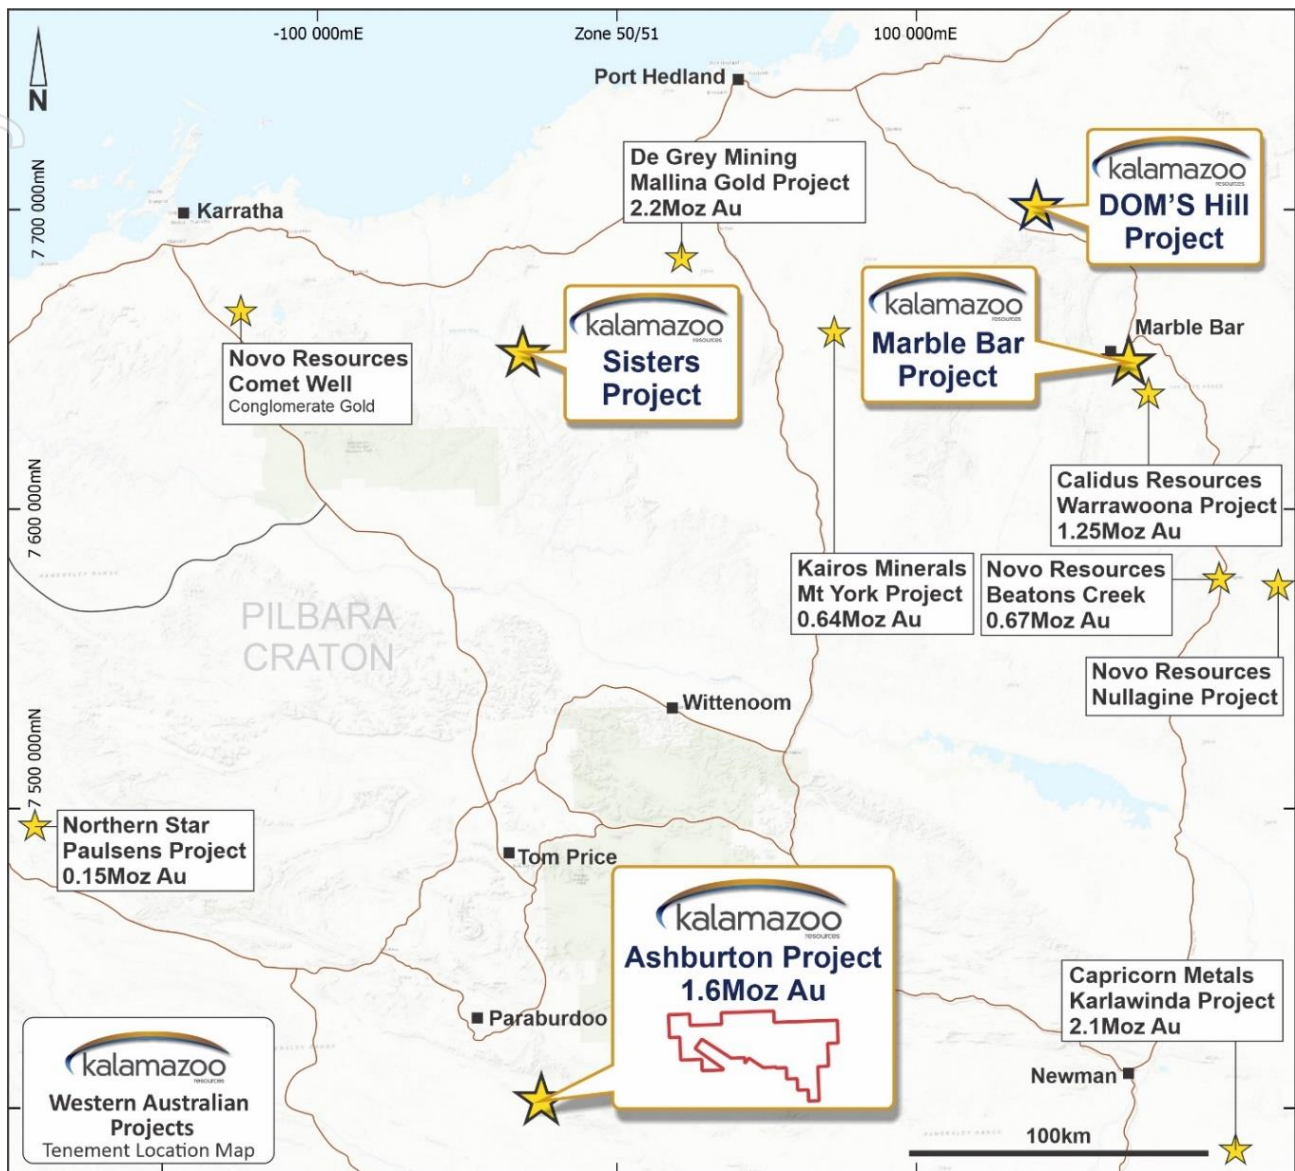 -100 000mE
Zone 50/51
100 000mE
N
Port Hedland
De Grey Mining
Mallina Gold Project
2.2Moz Au
kalamazoo
resources
DOM'S Hill
Project
7 700 000mN
Karratha
kalamazoo
resources
Marble Bar
Project
Marble Bar
kalamazoo
resources
Sisters
Project
Novo Resources
Comet Well
Conglomerate Gold
Calidus Resources
Warrawoona Project
1.25Moz Au
7 600 000mN
Kairos Minerals
Mt York Project
0.64Moz Au
Novo Resources
Beatons Creek
0.67Moz Au
PILBARA
CRATON
Novo Resources
Nullagine Project
Wittenoom
7 500 000mN
Northern Star
Paulsens Project
0.15Moz Au
Tom Price
kalamazoo
resources
Ashburton Project
1.6Moz Au
Paraburdoo
Capricorn Metals
Karlawinda Project
2.1Moz Au
Newman
kalamazoo
resources
Western Australian
Projects
Tenement Location Map
100km